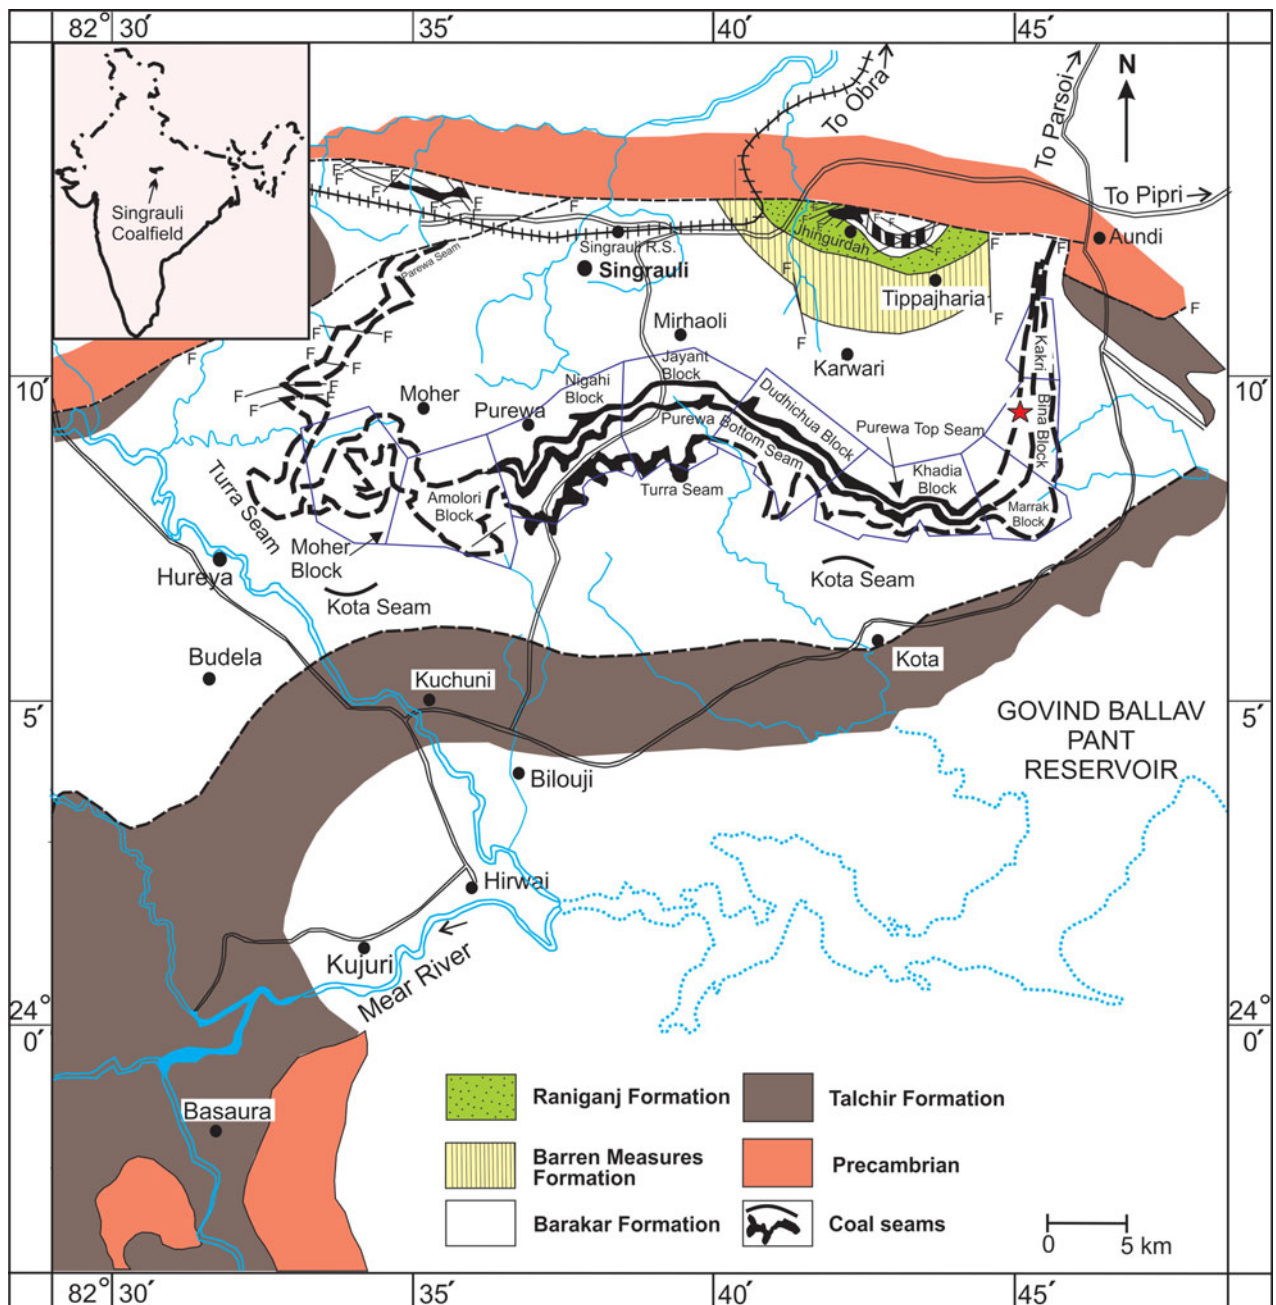 82° 30′ 35′ 40′ 45′
Singrauli
Coalfield
N
To Obra
To Parsoi
To Pipri
Aundi
F
F
F
F
F
F
F
F
F
Singrauli R.S.
Singrauli
Parewa Seam
Jhingurdah
F
F
F
F
F
F
F
F
Tippajharia
Mirhaoli
Karwari
F
F
F
F
F
F
F
10′
10′
Moher
Purewa
Nigahi
Block
Jayant
Block
Purewa
Bottom Seam
Dudhichua Block
Purewa Top Seam
Khadia
Block
Kakri
Bina Block
Marrak
Block
Turra Seam
Amolori
Block
Turra Seam
Moher
Block
Kota Seam
Kota Seam
Hureya
Budela
Kuchuni
Kota
5′
5′
GOVIND BALLAV
PANT
RESERVOIR
Bilouji
Hirwai
Kujuri
Mear River
24°
0′
24°
0′
Basaura
Raniganj Formation
Talchir Formation
Barren Measures
Formation
Precambrian
Barakar Formation
Coal seams
0 5 km
82° 30′ 35′ 40′ 45′